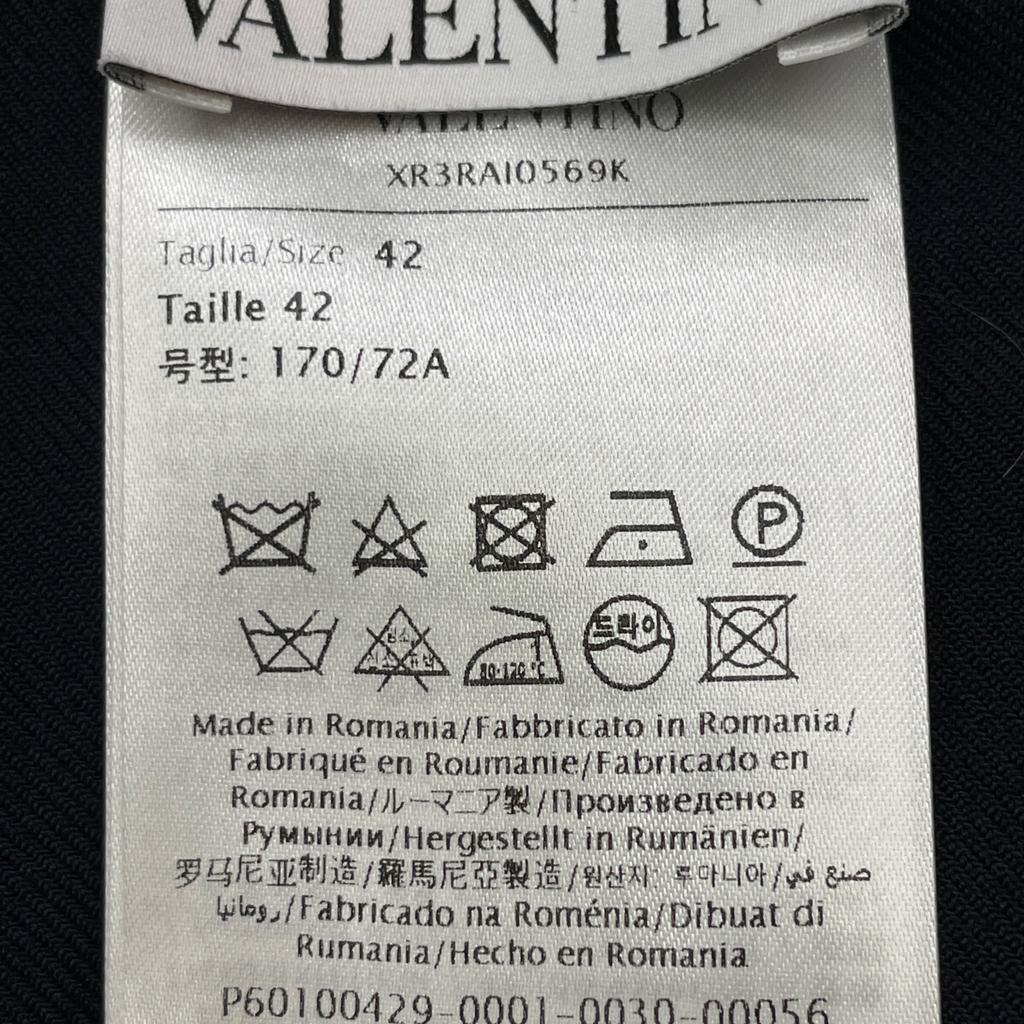 VALENTIN
VALENTINO
XR3RAI0569K
Taglia/Size 42
Taille 42
号型: 170/72A
P
드라이
80-120 °C
Made in Romania/Fabbricato in Romania/
Fabriqué en Roumanie/Fabricado en
Romania/ルーマニア製/Произведено в
Румынии/Hergestellt in Rumänien/
罗马尼亚制造/羅馬尼亞製造/원산지: 루마니아/صنع في
رومانيا/Fabricado na Roménia/Dibuat di
Rumania/Hecho en Romania
P60100429-0001-0030-00056